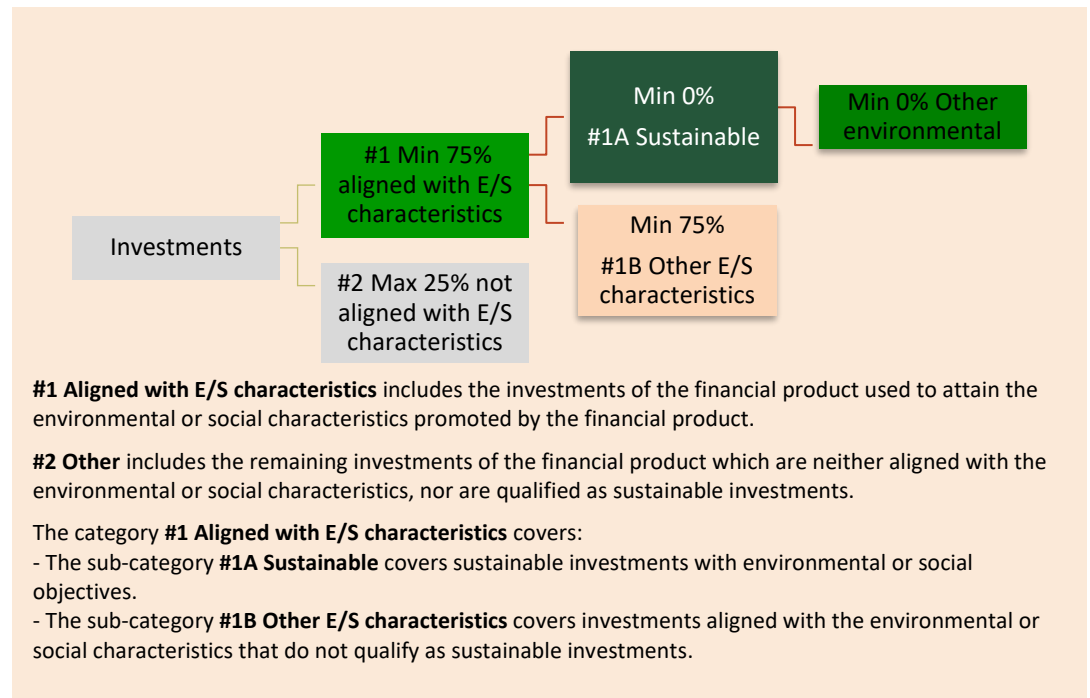 Min 0%
#1A Sustainable
Min 0% Other
environmental
#1 Min 75%
aligned with E/S
characteristics
Investments
Min 75%
#1B Other E/S
characteristics
#2 Max 25% not
aligned with E/S
characteristics
#1 Aligned with E/S characteristics includes the investments of the financial product used to attain the
environmental or social characteristics promoted by the financial product.
#2 Other includes the remaining investments of the financial product which are neither aligned with the
environmental or social characteristics, nor are qualified as sustainable investments.
The category #1 Aligned with E/S characteristics covers:
- The sub-category #1A Sustainable covers sustainable investments with environmental or social
objectives.
- The sub-category #1B Other E/S characteristics covers investments aligned with the environmental or
social characteristics that do not qualify as sustainable investments.